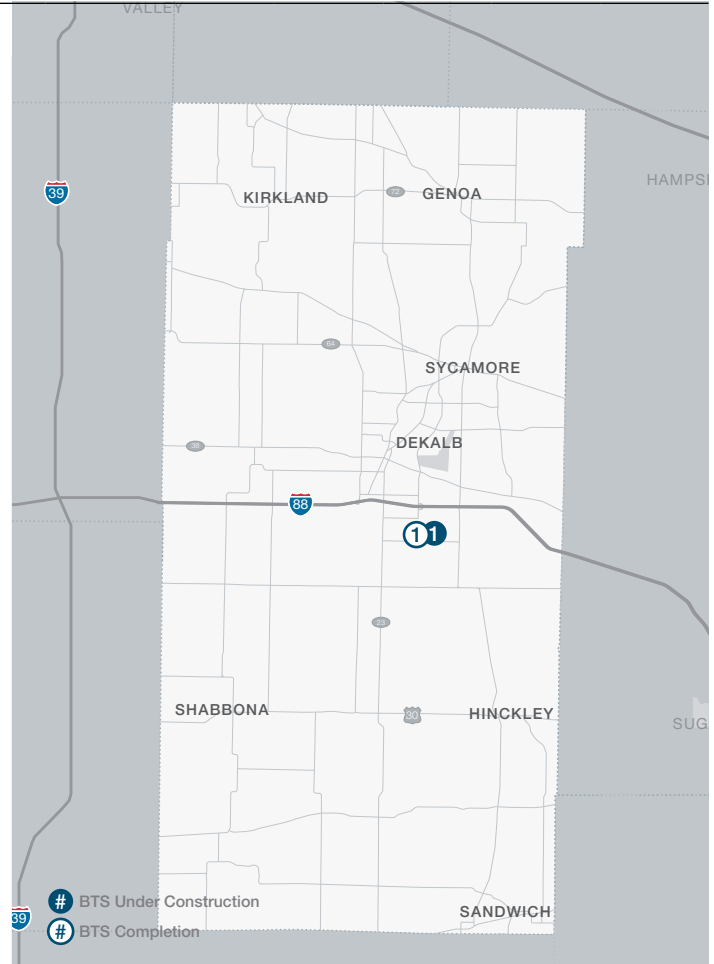 VALLEY
39
HAMPSI
KIRKLAND
72
GENOA
64
SYCAMORE
DEKALB
38
88
1
1
23
SHABBONA
30
HINCKLEY
SUG
# BTS Under Construction
39
SANDWICH
# BTS Completion